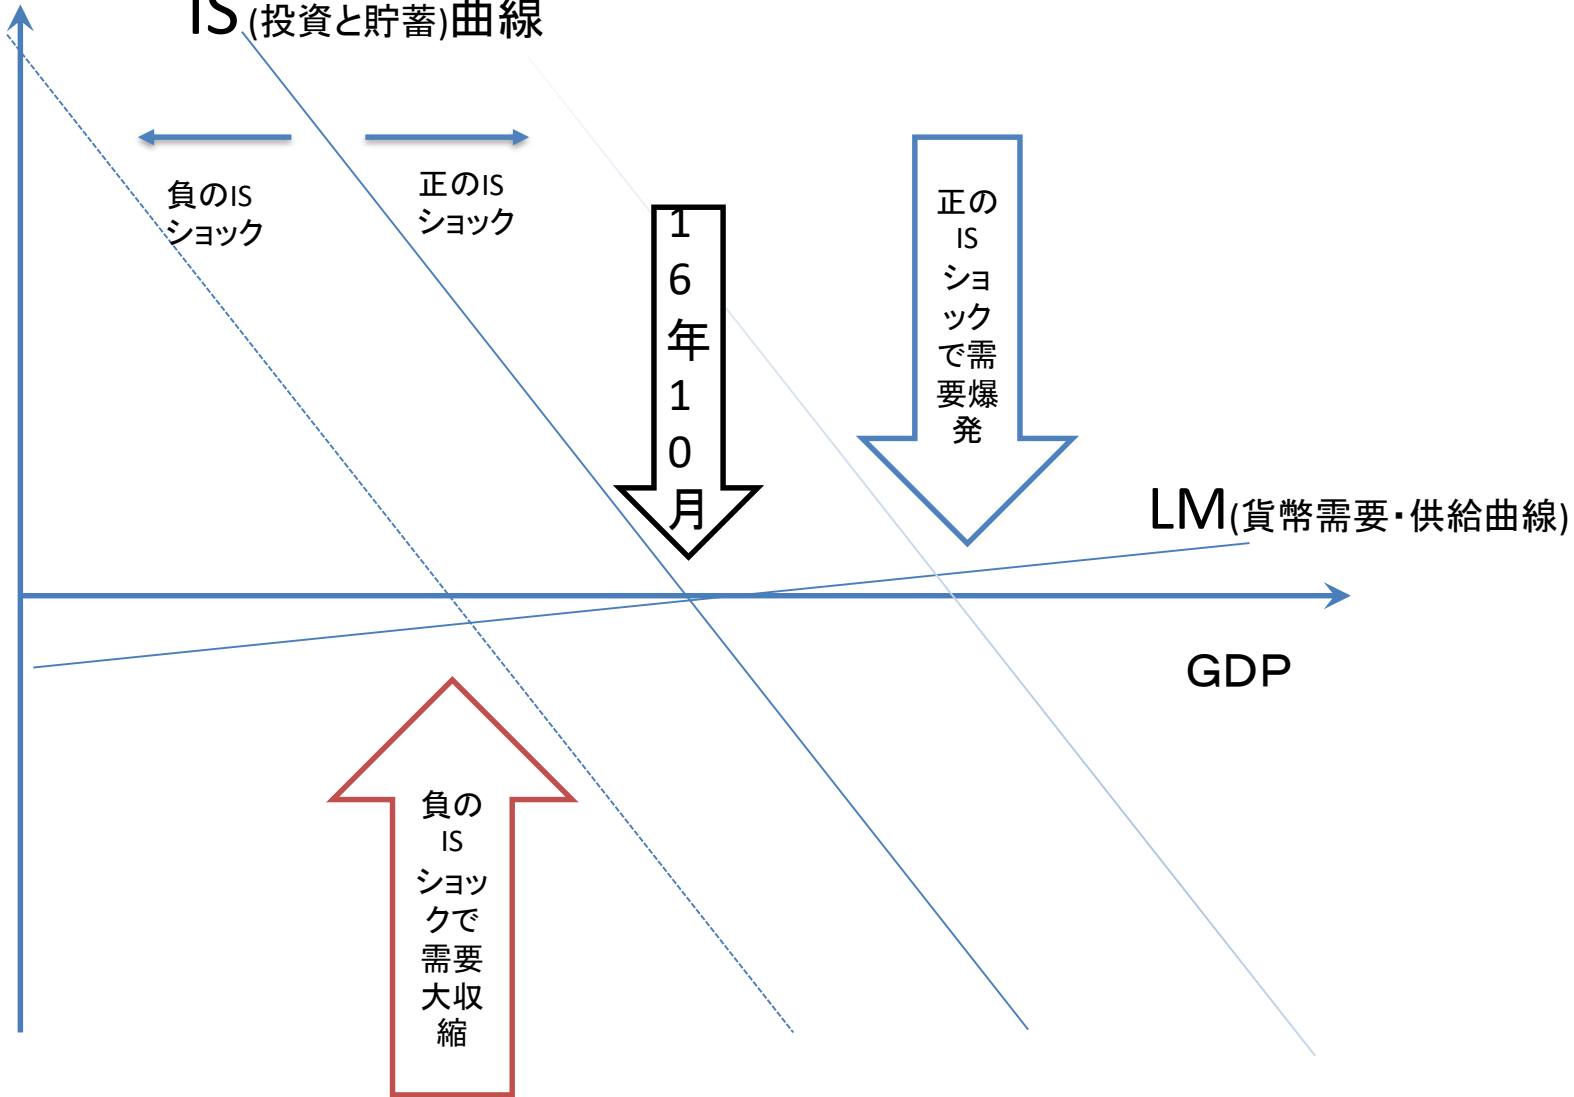 IS(投資と貯蓄)曲線
負のIS
ショック
正のIS
ショック
1
6
年
1
0
月
正の
IS
ショ
ック
で需
要爆
発
LM(貨幣需要・供給曲線)
GDP
負の
IS
ショッ
クで
需要
大収
縮